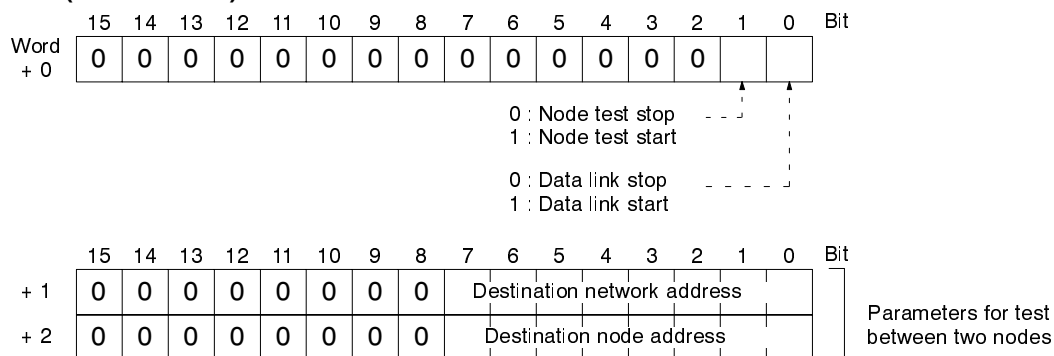 15 14 13 12 11 10 9 8 7 6 5 4 3 2 1 0 Bit
Word
+ 0
0 0 0 0 0 0 0 0 0 0 0 0 0 0
0 : Node test stop
1 : Node test start
0 : Data link stop
1 : Data link start
15 14 13 12 11 10 9 8 7 6 5 4 3 2 1 0 Bit
+ 1 0 0 0 0 0 0 0 0 Destination network address
+ 2 0 0 0 0 0 0 0 0 Destination node address
Parameters for test
between two nodes